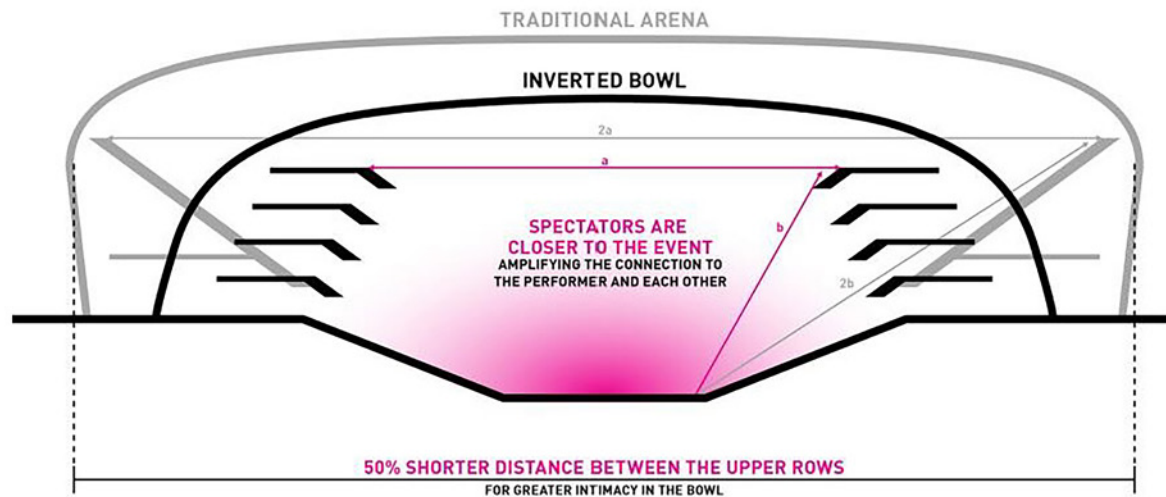 TRADITIONAL ARENA
INVERTED BOWL
2a
a
SPECTATORS ARE
CLOSER TO THE EVENT
AMPLIFYING THE CONNECTION TO
THE PERFORMER AND EACH OTHER
b
2b
50% SHORTER DISTANCE BETWEEN THE UPPER ROWS
FOR GREATER INTIMACY IN THE BOWL